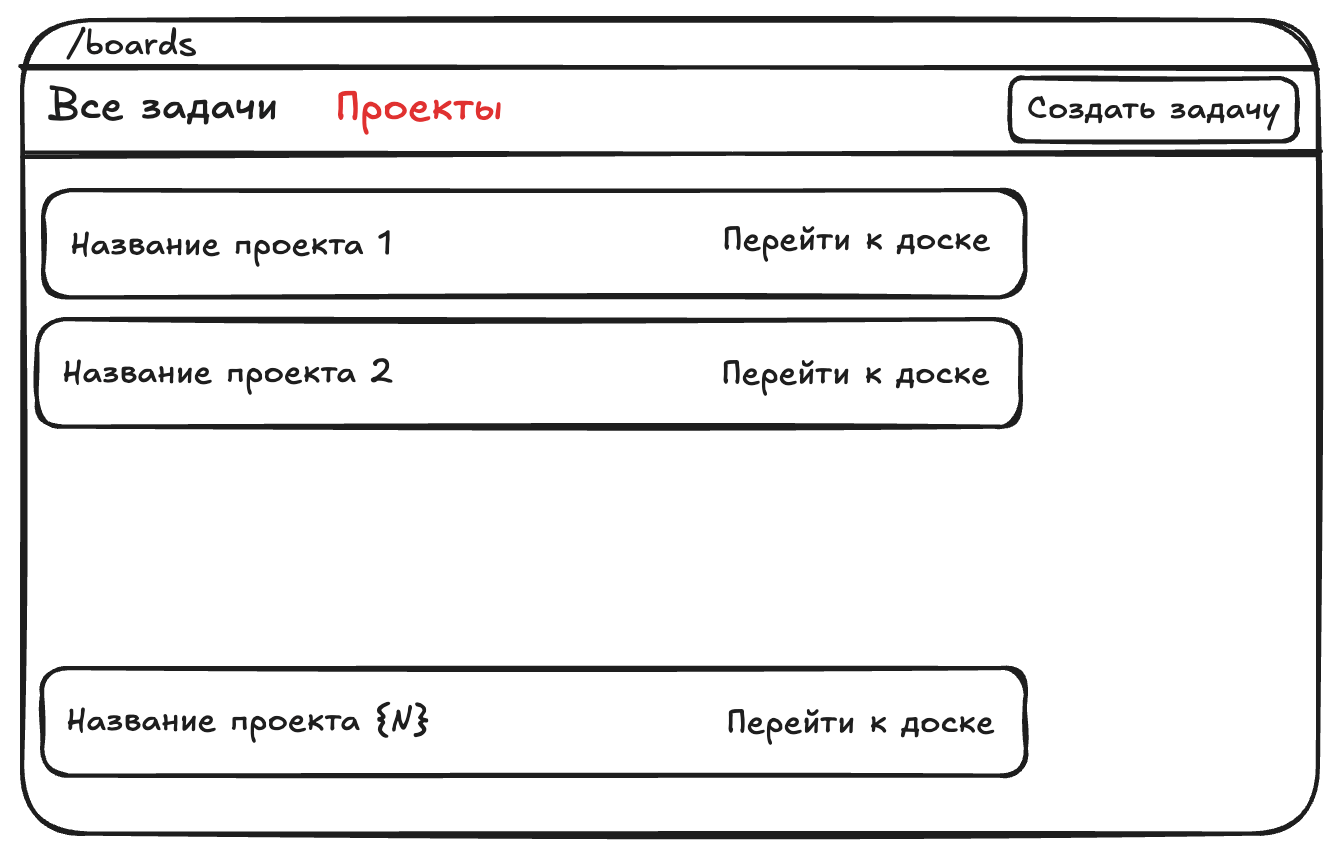 /boards
Все задачи Проекты Создать задачу
Название проекта 1 Перейти к доске
Название проекта 2 Перейти к доске
Название проекта {N} Перейти к доске